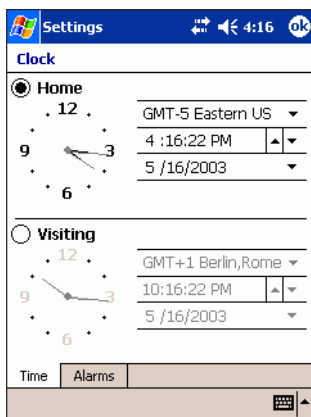 Settings 4:16 ok
Clock
Home
12
GMT-5 Eastern US
9 3
4 :16:22 PM
5 /16/2003
6
Visiting
12
GMT+1 Berlin,Rome
9 3
10:16:22 PM
5 /16/2003
6
Time Alarms